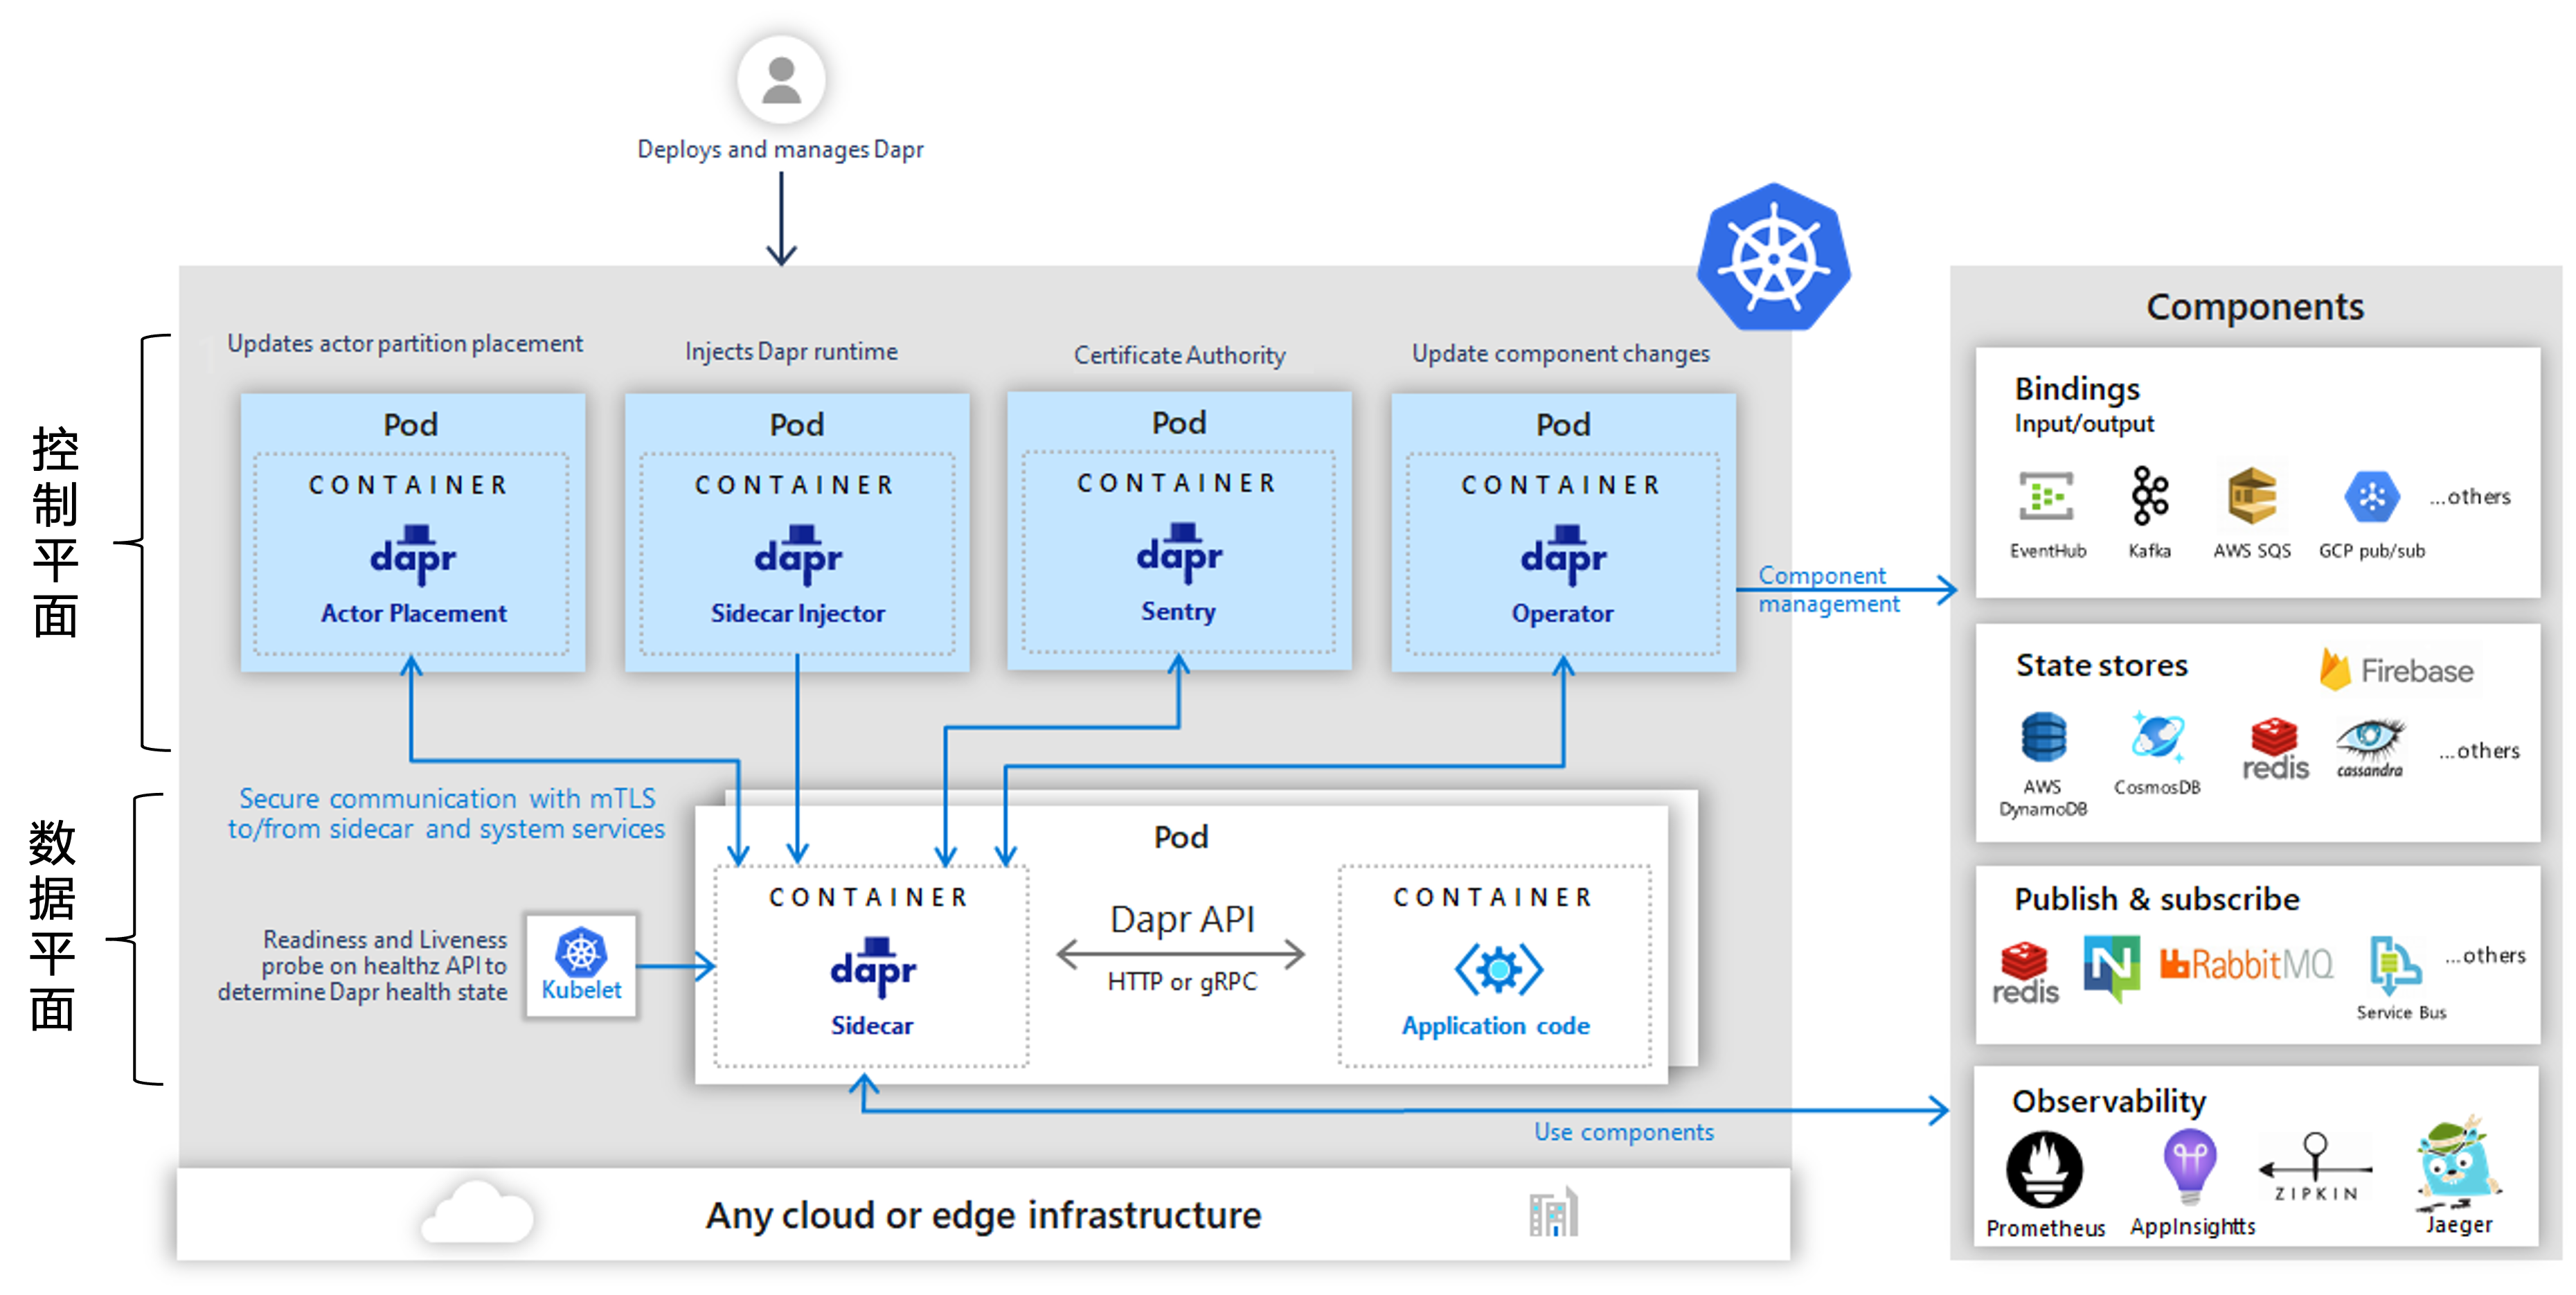 Deploys and manages Dapr
控制平面
Updates actor partition placement
Injects Dapr runtime
Certificate Authority
Update component changes
Pod
CONTAINER
dapr
Actor Placement
Pod
CONTAINER
dapr
Sidecar Injector
Pod
CONTAINER
dapr
Sentry
Pod
CONTAINER
dapr
Operator
Component
management
数据平面
Secure communication with mTLS
to/from sidecar and system services
Readiness and Liveness
probe on healthz API to
determine Dapr health state
Kubelet
Pod
CONTAINER
dapr
Sidecar
Dapr API
HTTP or gRPC
CONTAINER
Application code
Use components
Any cloud or edge infrastructure
Components
Bindings
Input/output
EventHub
Kafka
AWS SQS
GCP pub/sub
...others
State stores
Firebase
AWS
DynamoDB
CosmosDB
redis
cassandra
...others
Publish & subscribe
redis
N
RabbitMQ
Service Bus
...others
Observability
Prometheus
AppInsightts
ZIPKIN
Jaeger